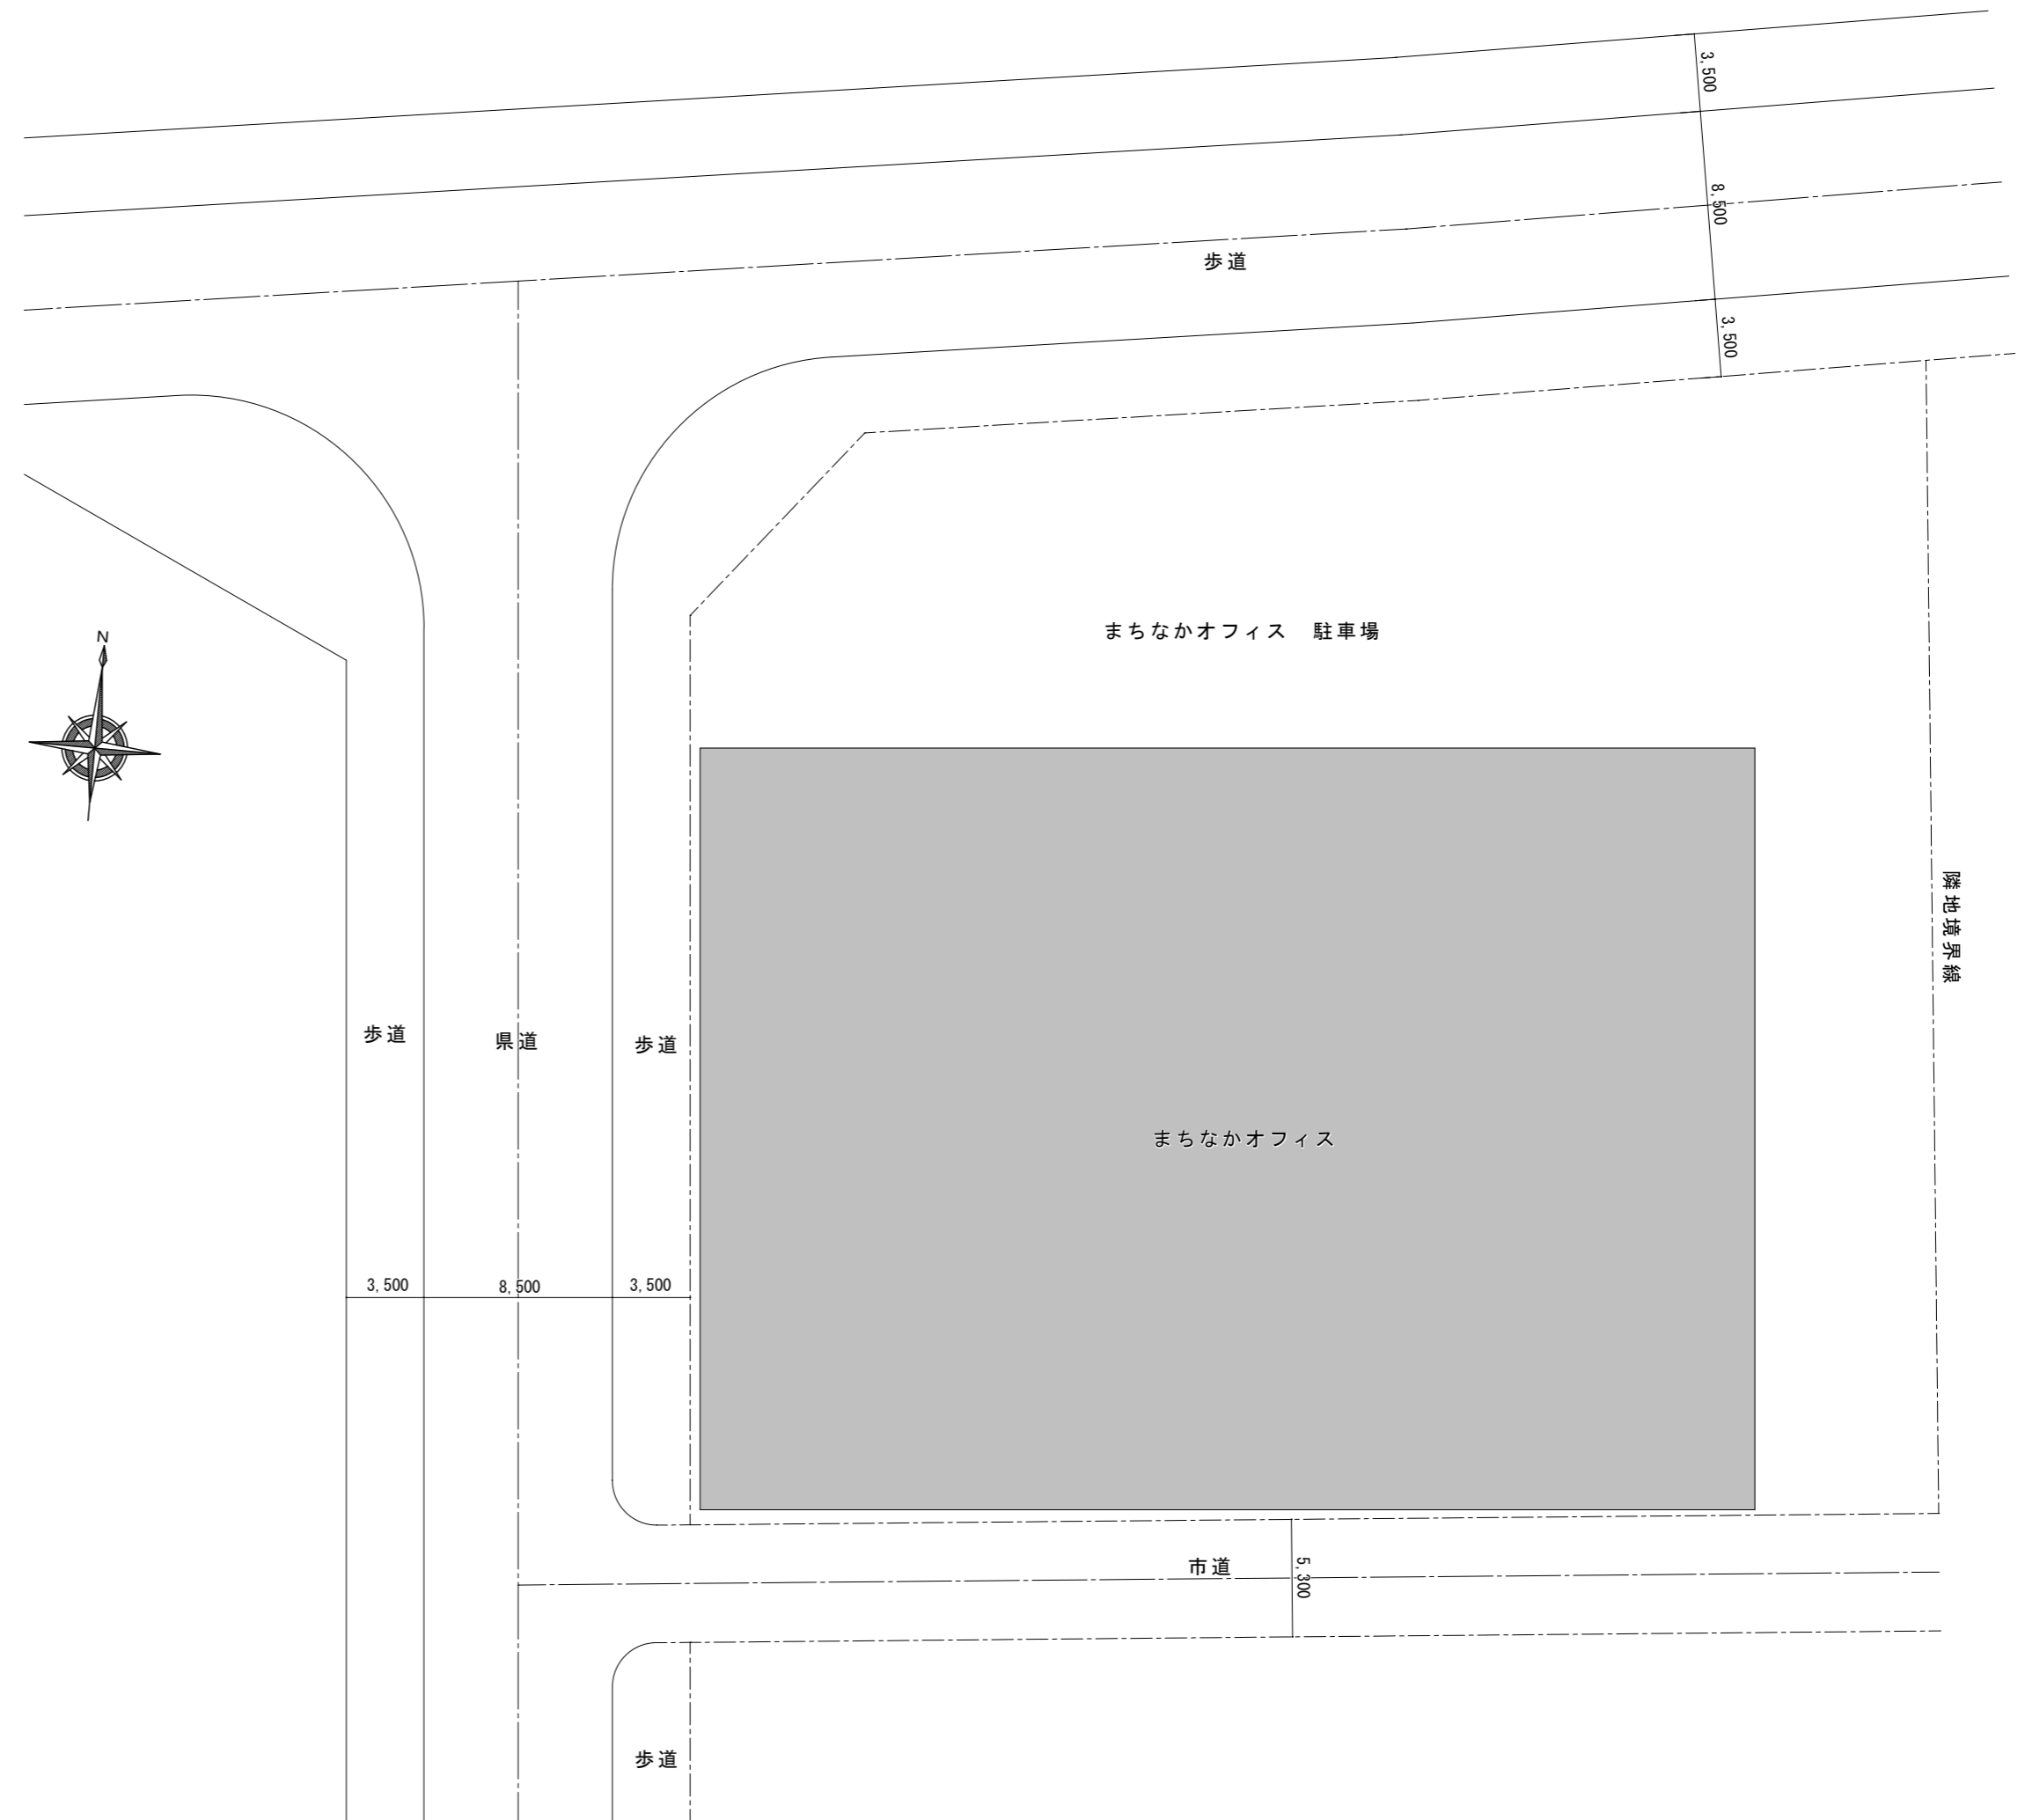 3,500
8,500
歩道
3,500
N
まちなかオフィス　駐車場
隣地境界線
歩道
県道
歩道
まちなかオフィス
3,500
8,500
3,500
市道
5,300
歩道